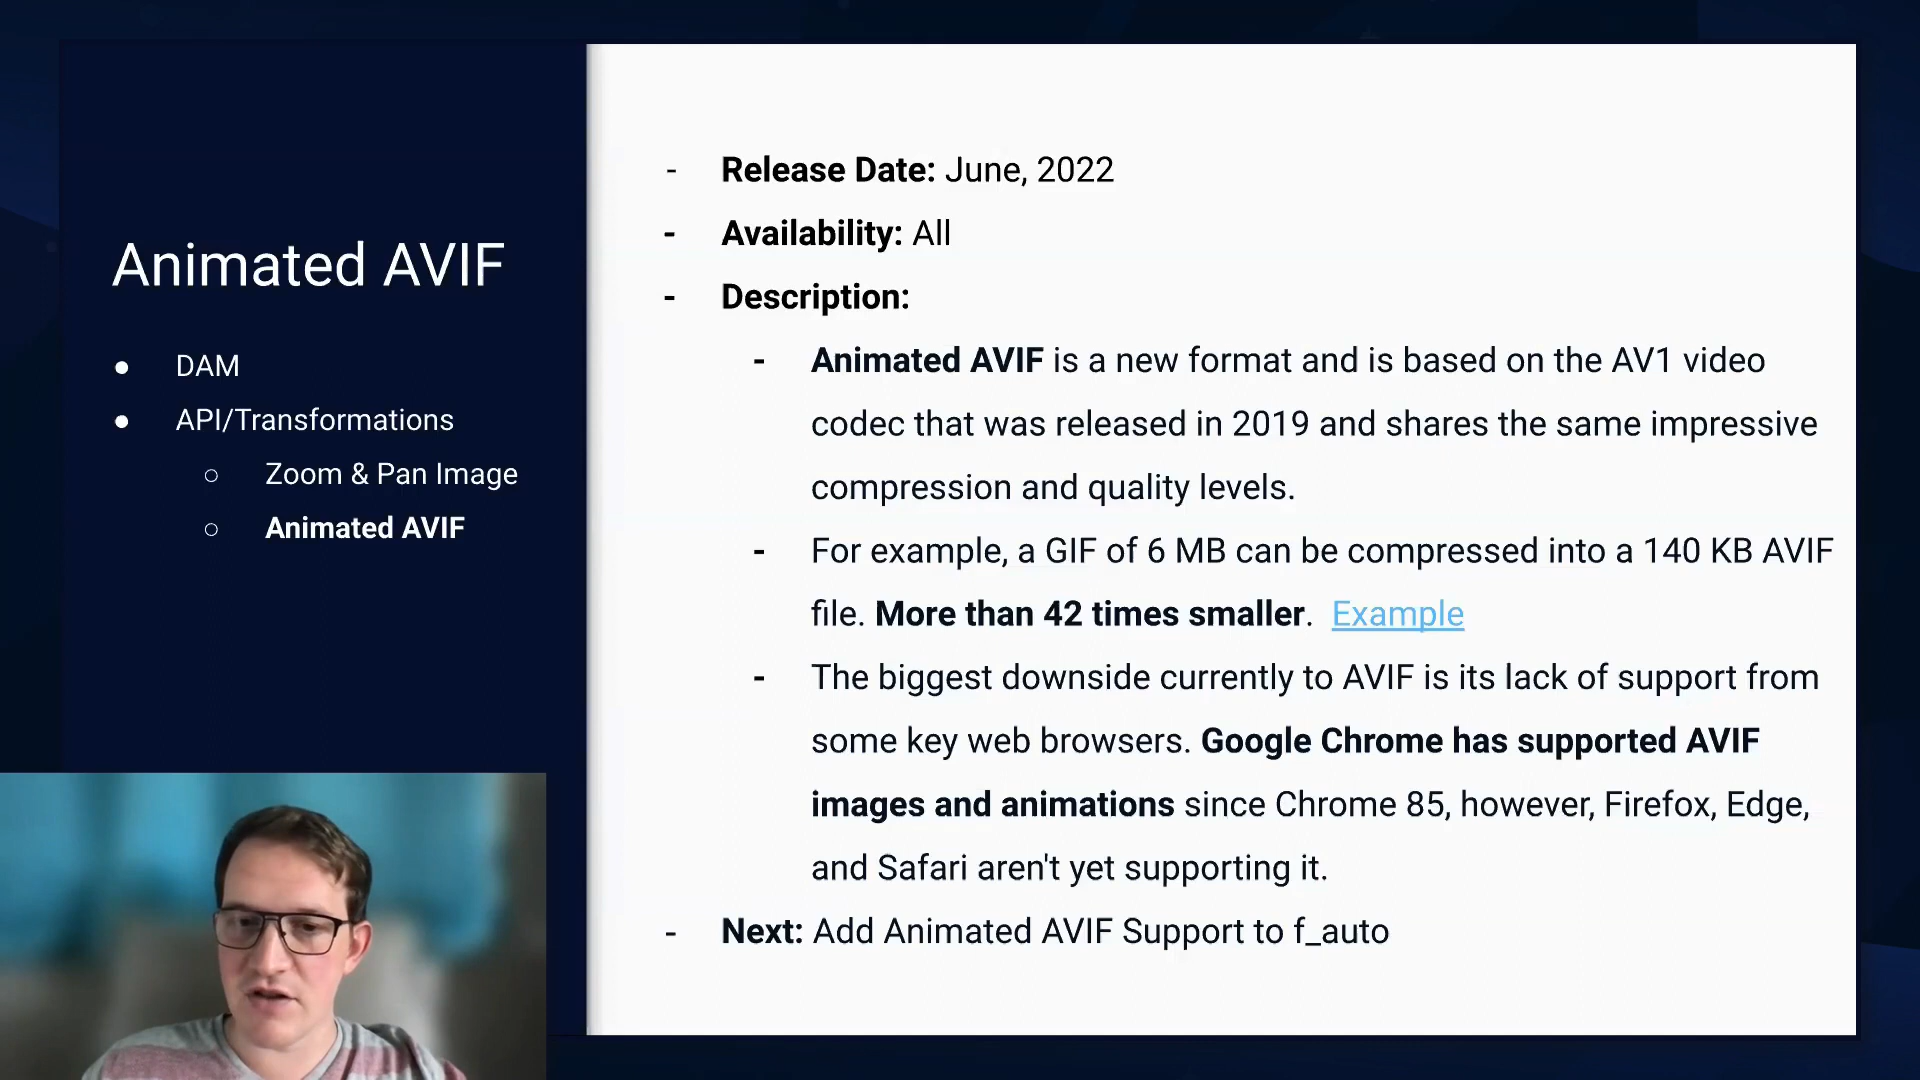 Animated AVIF
● DAM
● API/Transformations
○ Zoom & Pan Image
○ Animated AVIF
- Release Date: June, 2022
- Availability: All
- Description:
- Animated AVIF is a new format and is based on the AV1 video
codec that was released in 2019 and shares the same impressive
compression and quality levels.
- For example, a GIF of 6 MB can be compressed into a 140 KB AVIF
file. More than 42 times smaller. Example
- The biggest downside currently to AVIF is its lack of support from
some key web browsers. Google Chrome has supported AVIF
images and animations since Chrome 85, however, Firefox, Edge,
and Safari aren't yet supporting it.
- Next: Add Animated AVIF Support to f_auto